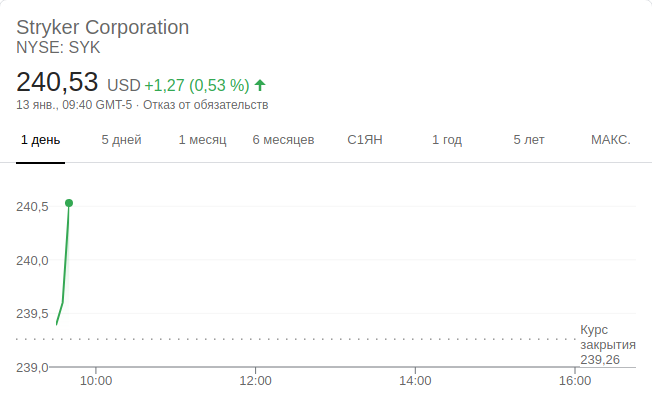 Stryker Corporation
NYSE: SYK
240,53 USD +1,27 (0,53 %)
13 янв., 09:40 GMT-5 · Отказ от обязательств
1 день 5 дней 1 месяц 6 месяцев С1ЯН 1 год 5 лет МАКС.
240,5
240,0
239,5
239,0
Курс
закрытия
239,26
10:00 12:00 14:00 16:00